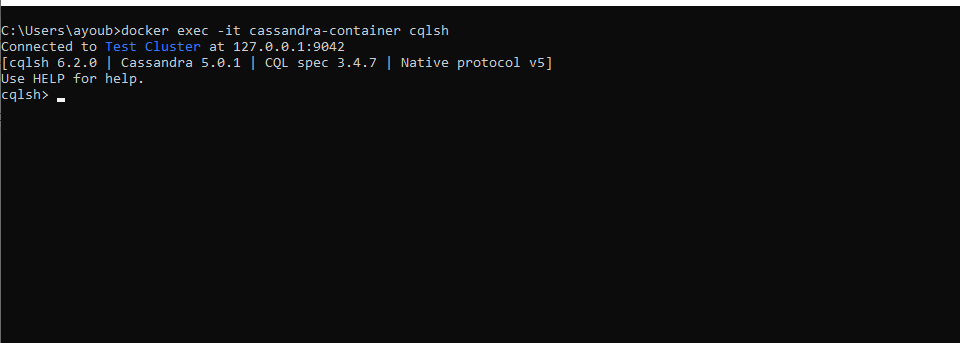 C:\Users\ayoub>docker exec -it cassandra-container cqlsh
Connected to Test Cluster at 127.0.0.1:9042
[cqlsh 6.2.0 | Cassandra 5.0.1 | CQL spec 3.4.7 | Native protocol v5]
Use HELP for help.
cqlsh>